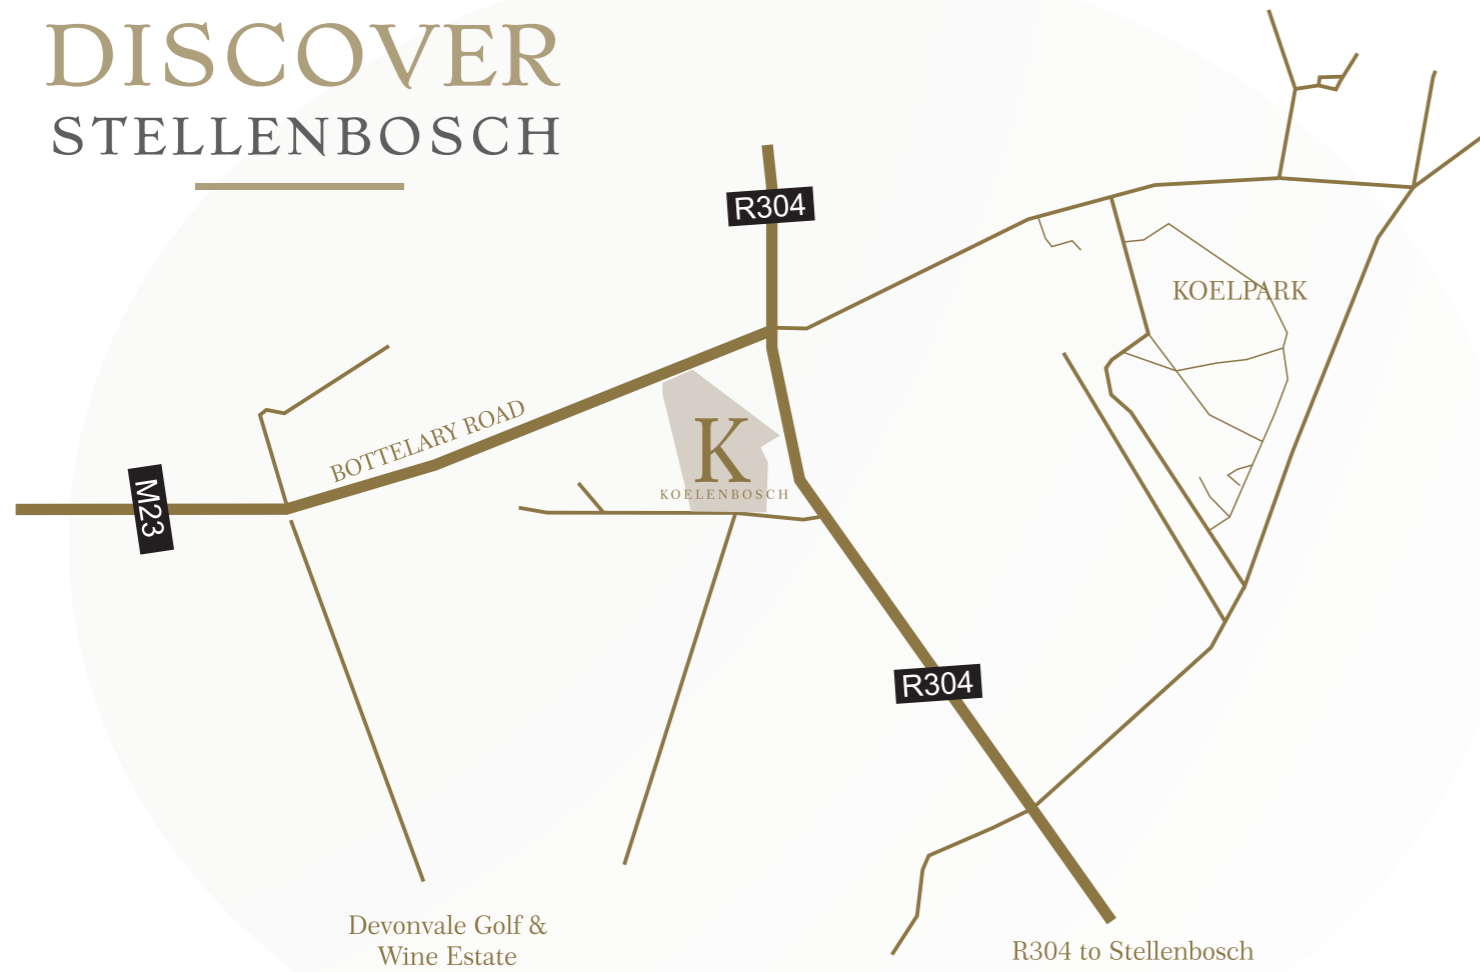 DISCOVER
STELLENBOSCH
R304
KOELPARK
BOTTELARY ROAD
K
KOELENBOSCH
M23
R304
Devonvale Golf &
Wine Estate
R304 to Stellenbosch